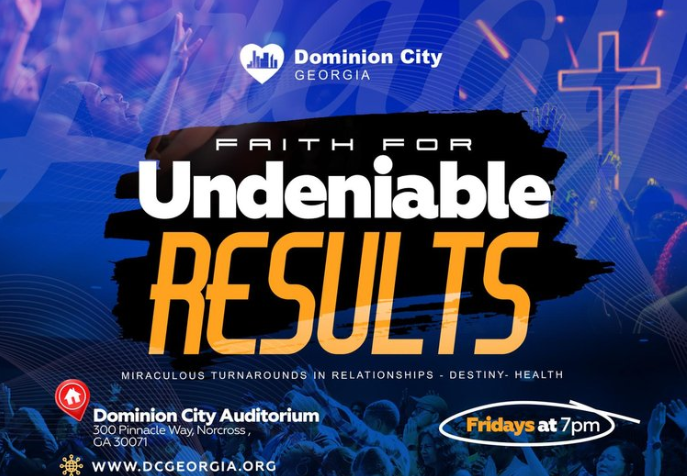 Friday
Dominion City
GEORGIA
FAITH FOR
Undeniable
RESULTS
MIRACULOUS TURNAROUNDS IN RELATIONSHIPS - DESTINY- HEALTH
Dominion City Auditorium
300 Pinnacle Way, Norcross ,
GA 30071
Fridays at 7pm
WWW.DCGEORGIA.ORG